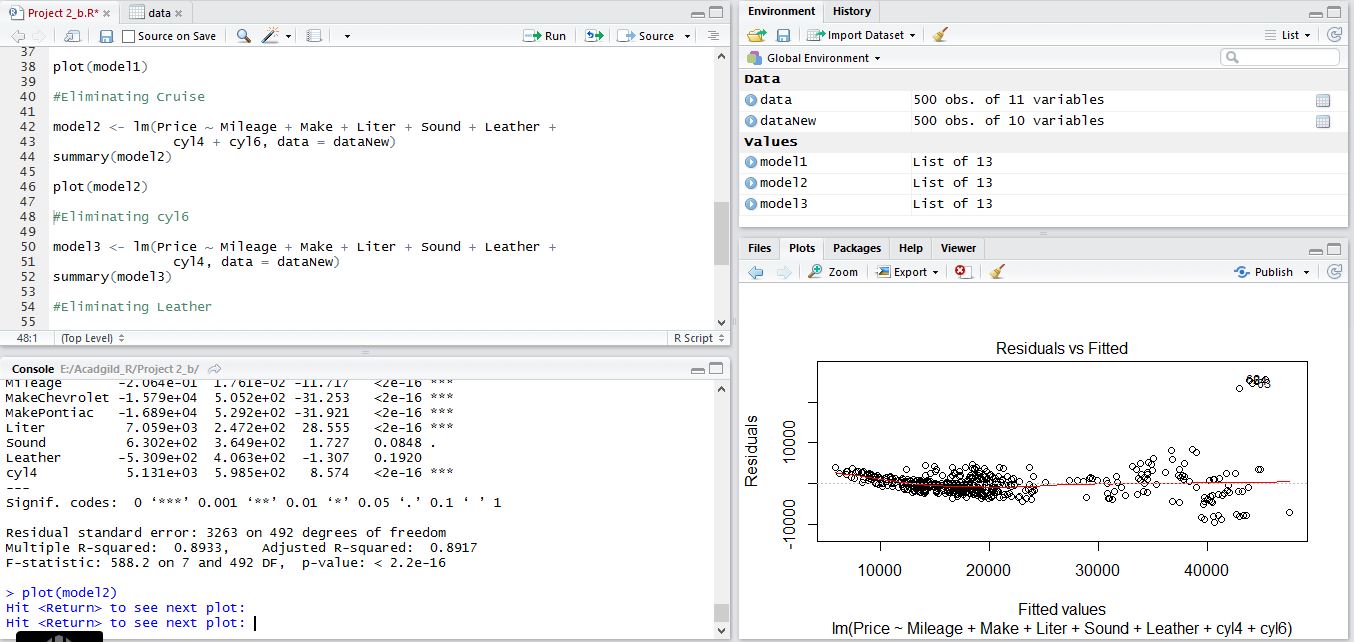 Project 2_b.R* × data ×
Source on Save Run Source
37
38 plot(model1)
39
40 #Eliminating Cruise
41
42 model2 <- lm(Price ~ Mileage + Make + Liter + Sound + Leather +
43 cyl4 + cyl6, data = dataNew)
44 summary(model2)
45
46 plot(model2)
47
48 #Eliminating cyl6
49
50 model3 <- lm(Price ~ Mileage + Make + Liter + Sound + Leather +
51 cyl4, data = dataNew)
52 summary(model3)
53
54 #Eliminating Leather
55
48:1 (Top Level) R Script
Console E:/Acadgild_R/Project 2_b/
Mileage -2.064e-01 1.761e-02 -11.717 <2e-16 ***
MakeChevrolet -1.579e+04 5.052e+02 -31.253 <2e-16 ***
MakePontiac -1.689e+04 5.292e+02 -31.921 <2e-16 ***
Liter 7.059e+03 2.472e+02 28.555 <2e-16 ***
Sound 6.302e+02 3.649e+02 1.727 0.0848 .
Leather -5.309e+02 4.063e+02 -1.307 0.1920
cyl4 5.131e+03 5.985e+02 8.574 <2e-16 ***
---
Signif. codes: 0 ‘***’ 0.001 ‘**’ 0.01 ‘*’ 0.05 ‘.’ 0.1 ‘ ’ 1
Residual standard error: 3263 on 492 degrees of freedom
Multiple R-squared: 0.8933, Adjusted R-squared: 0.8917
F-statistic: 588.2 on 7 and 492 DF, p-value: < 2.2e-16
> plot(model2)
Hit <Return> to see next plot:
Hit <Return> to see next plot:
Environment History
Import Dataset List
Global Environment
Data
data 500 obs. of 11 variables
dataNew 500 obs. of 10 variables
Values
model1 List of 13
model2 List of 13
model3 List of 13
Files Plots Packages Help Viewer
Zoom Export Publish
Residuals vs Fitted
Residuals
10000
-10000
10000 20000 30000 40000
Fitted values
lm(Price ~ Mileage + Make + Liter + Sound + Leather + cyl4 + cyl6)